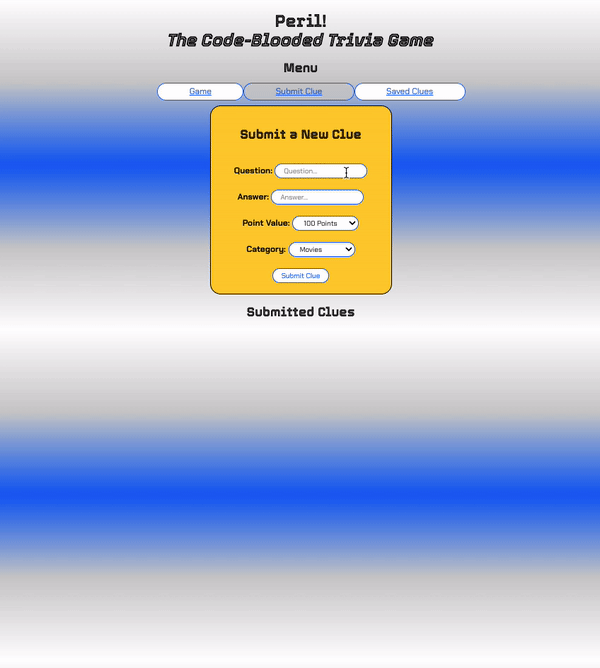 Peril!
The Code-Blooded Trivia Game
Menu
Game Submit Clue Saved Clues
Submit a New Clue
Question: Question...
Answer: Answer...
Point Value: 100 Points
Category: Movies
Submit Clue
Submitted Clues